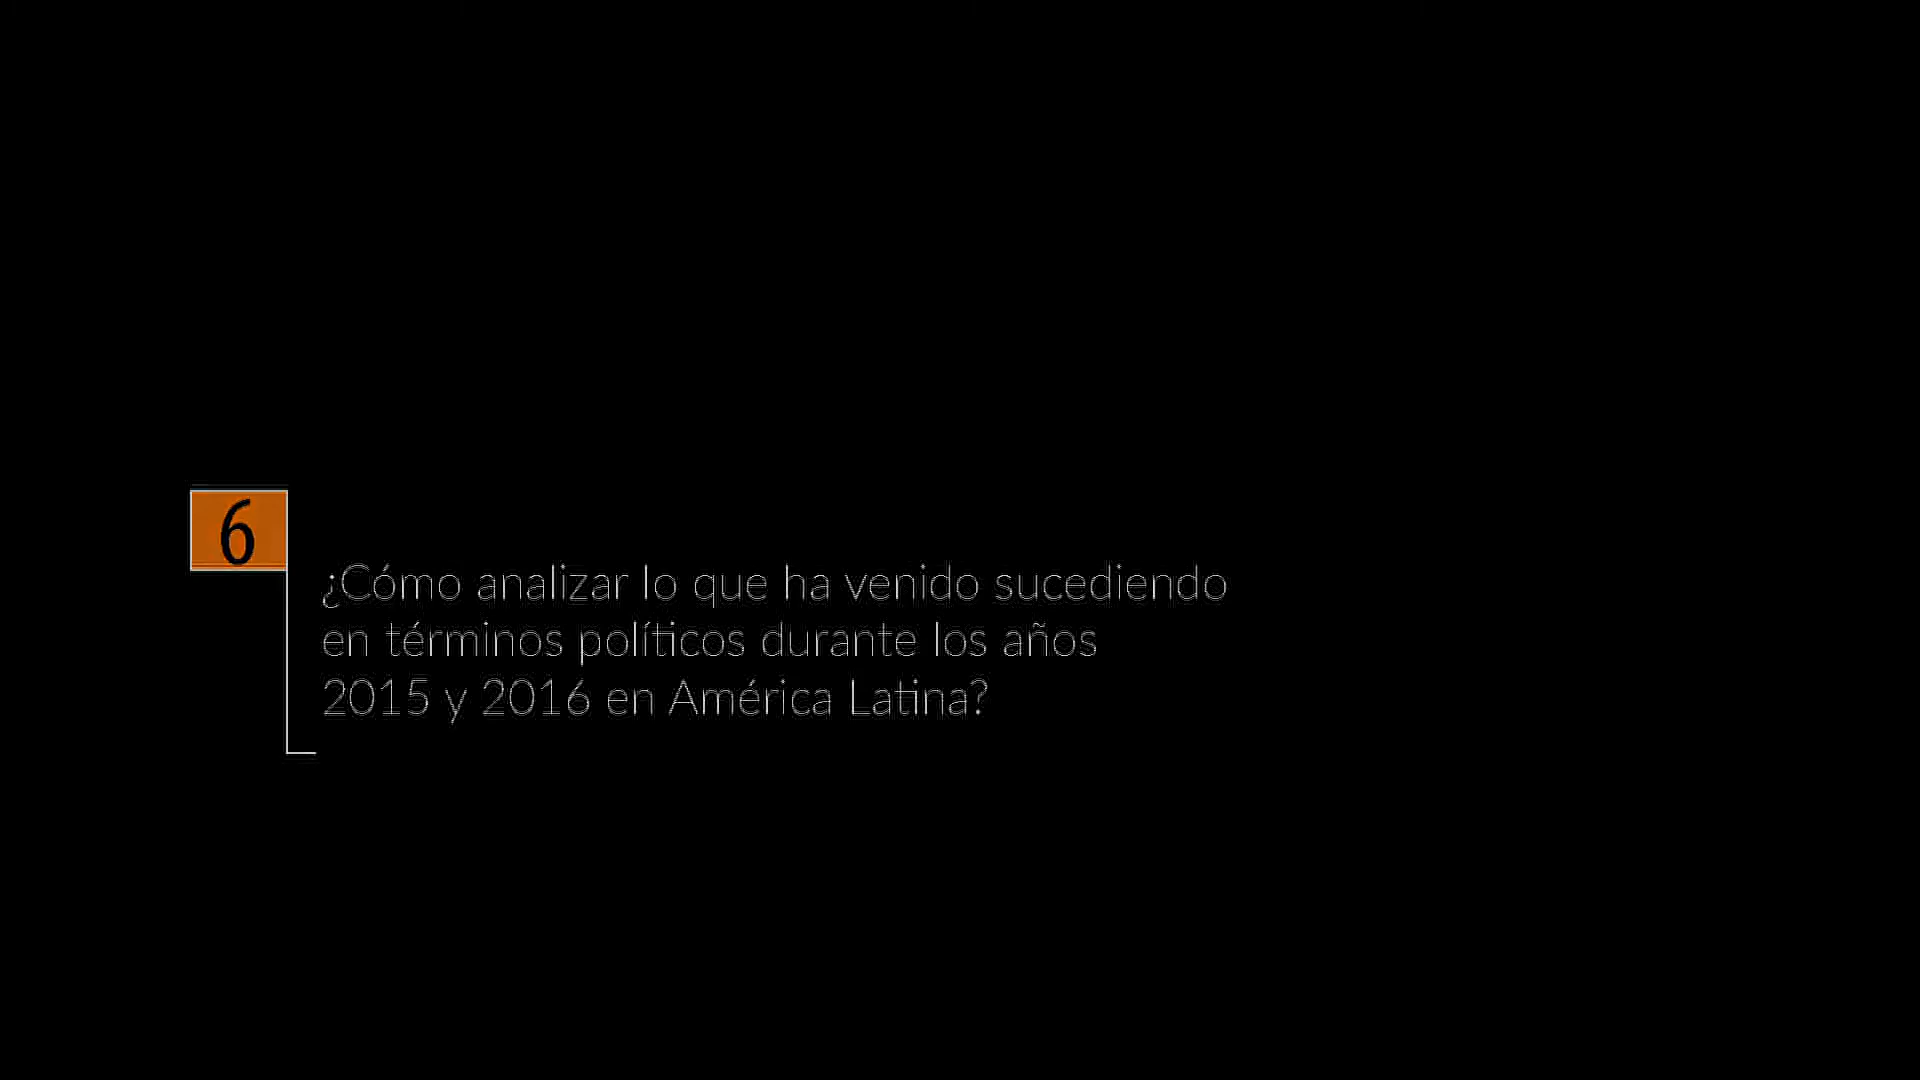 6
¿Cómo analizar lo que ha venido sucediendo
en términos políticos durante los años
2015 y 2016 en América Latina?